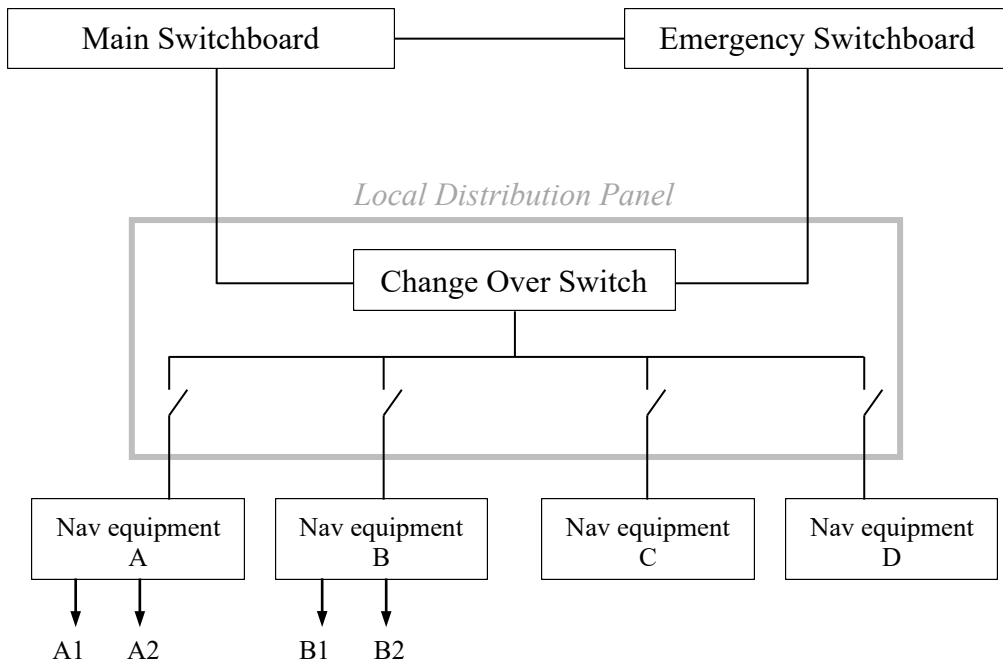 Main Switchboard
Emergency Switchboard
Local Distribution Panel
Change Over Switch
Nav equipment
A
Nav equipment
B
Nav equipment
C
Nav equipment
D
A1
A2
B1
B2